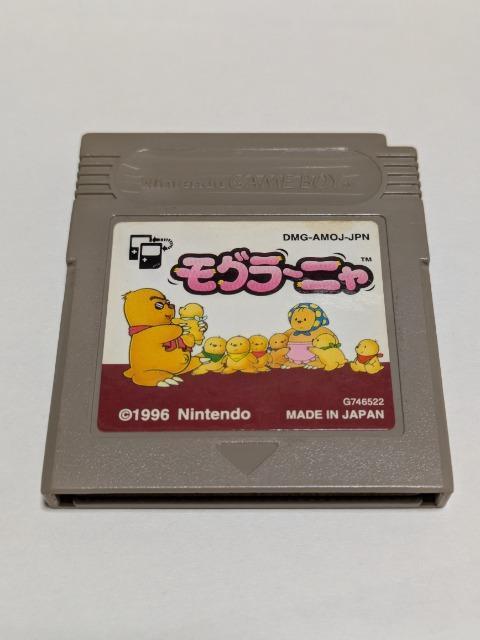 Nintendo GAME BOY
DMG-AMOJ-JPN
モグラ〜ニャ™
G746522
©1996 Nintendo
MADE IN JAPAN